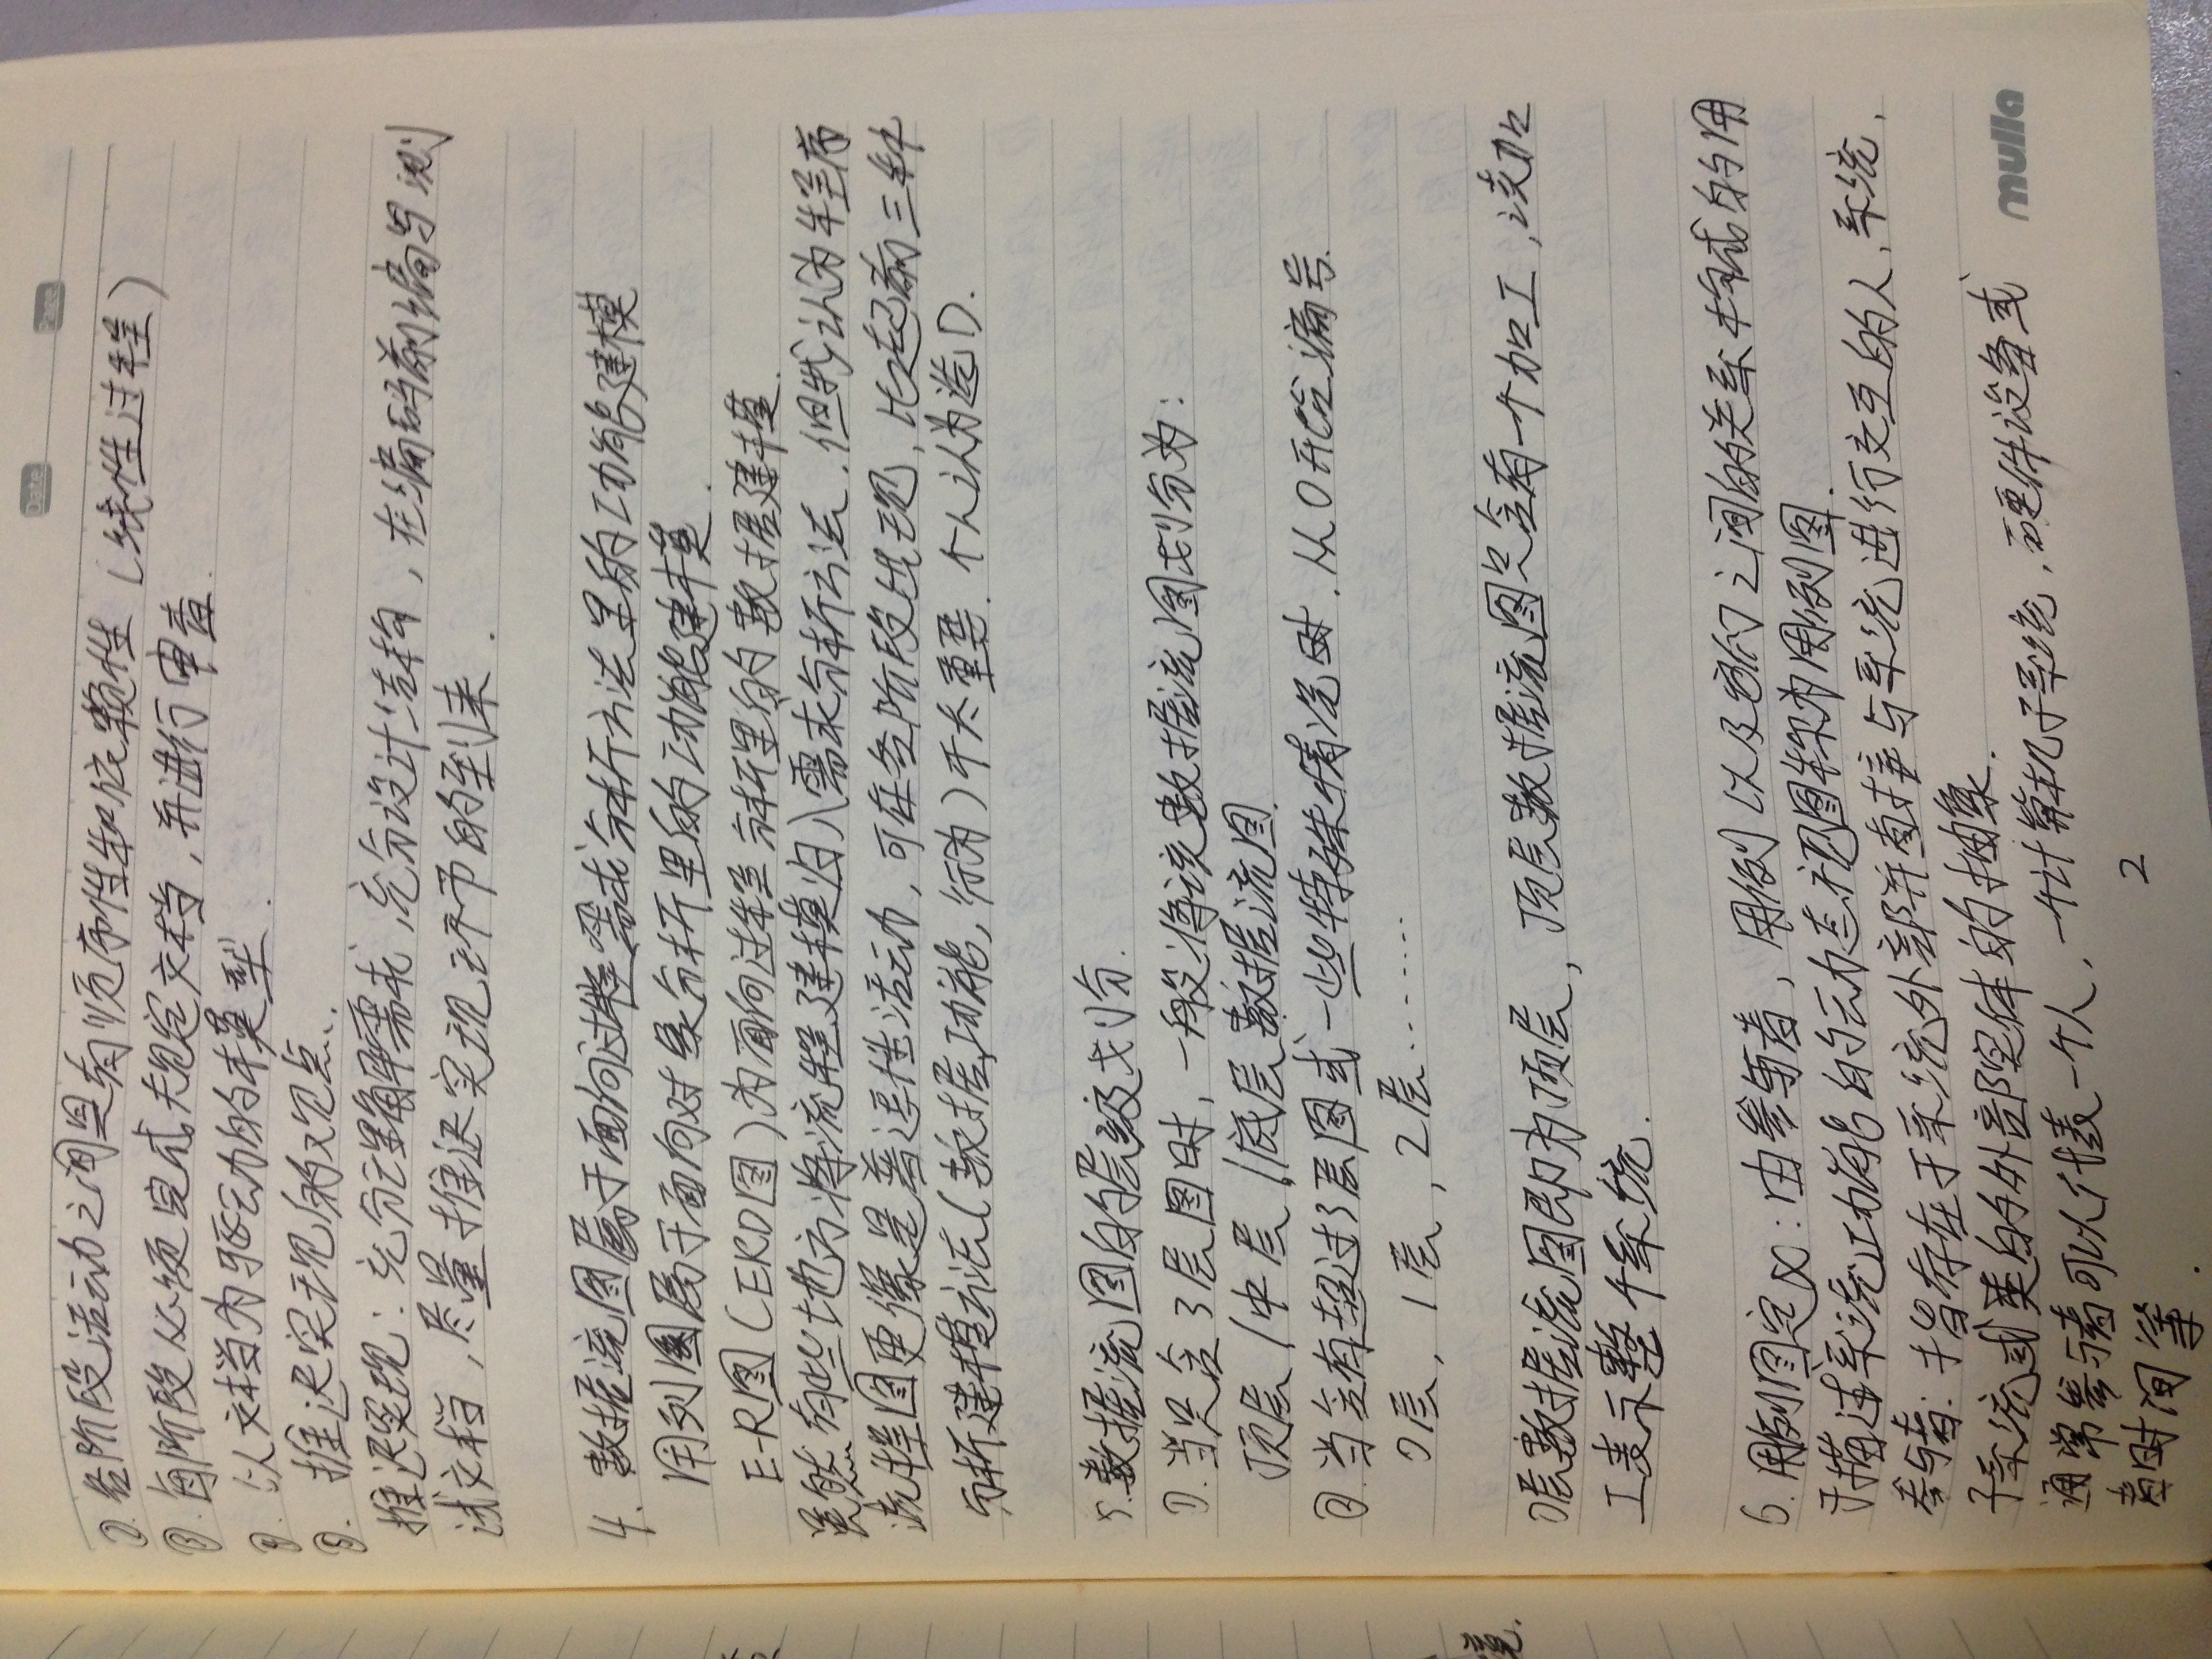 Date
Page
②. 各阶段活动之间具有顺序性和依赖性（线性过程）
③. 每阶段必须完成规定文档，并进行审查.
④. 以文档为驱动的模型.
⑤. 推迟实现的观点.
推迟实现：充分理解需求，充分设计结构，在编码前编写测
试文档，尽量推迟实现环节的到来.
4. 数据流图属于面向过程需求分析方法里的功能建模
用列图属于面向对象分析里的功能建模.
E-R图（ERD图）为面向过程分析里的数据建模.
虽然有些地方将流程建模归入需求分析方法.但我认为程序
流程图更像是普适性活动，可在各阶段出现，比起前三种
分析建模方法（数据,功能,行为）不太重要.个人认为选D.
5.数据流图的层级划分.
①.当只含3层图时，一般将该数据流图划分为：
顶层/中层/底层数据流图.
②.当含有超过3层图或一些特殊情况时.从0开始编号.
0层，1层，2层………
0层数据流图即为顶层，顶层数据流图只含有一个加工，该加
工表示整个系统.
6.用例图定义：由参与者，用例以及它们之间的关系构成的用
于描述系统功能的动态视图称为用例图.
参与者：指存在于系统外部并直接与系统进行交互的人.系统，
子系统或类的外部实体的抽象.
通常参与者可以代表一个人，一个计算机子系统.硬件设备或
者时间等.
mulla
2